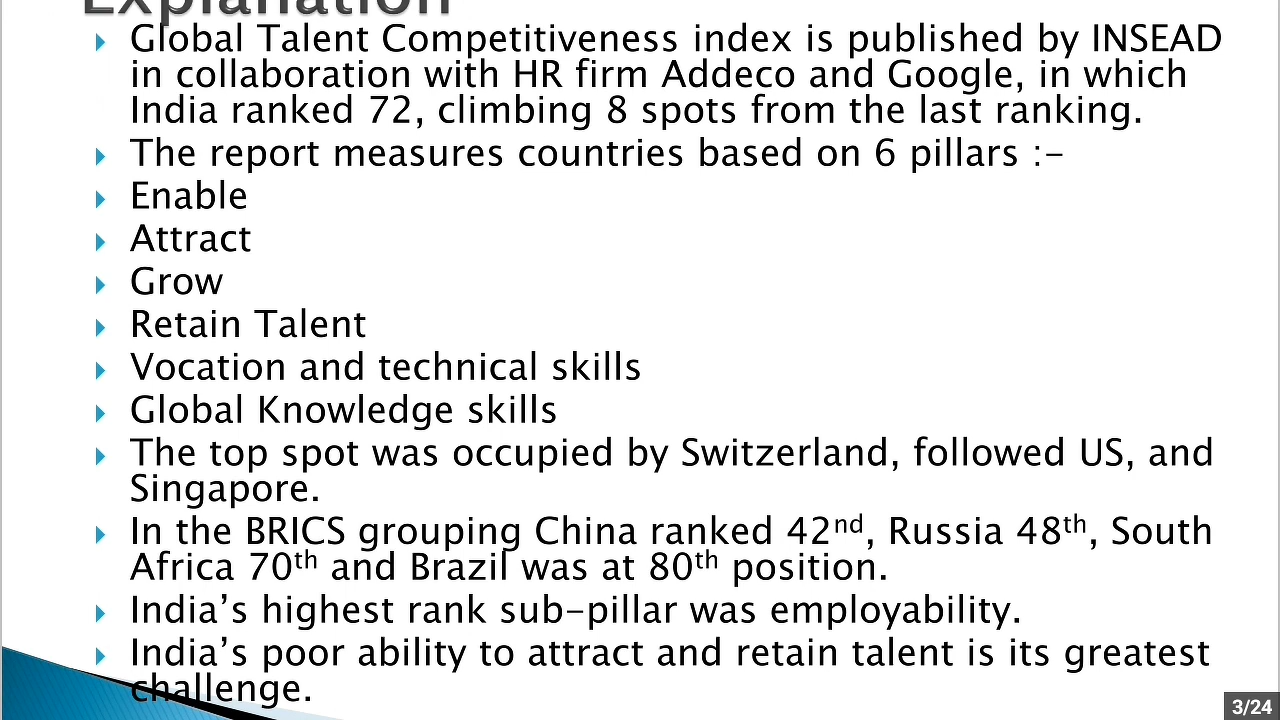 Explanation
Global Talent Competitiveness index is published by INSEAD
in collaboration with HR firm Addeco and Google, in which
India ranked 72, climbing 8 spots from the last ranking.
The report measures countries based on 6 pillars :-
Enable
Attract
Grow
Retain Talent
Vocation and technical skills
Global Knowledge skills
The top spot was occupied by Switzerland, followed US, and
Singapore.
In the BRICS grouping China ranked 42nd, Russia 48th, South
Africa 70th and Brazil was at 80th position.
India's highest rank sub-pillar was employability.
India's poor ability to attract and retain talent is its greatest
challenge.
3/24